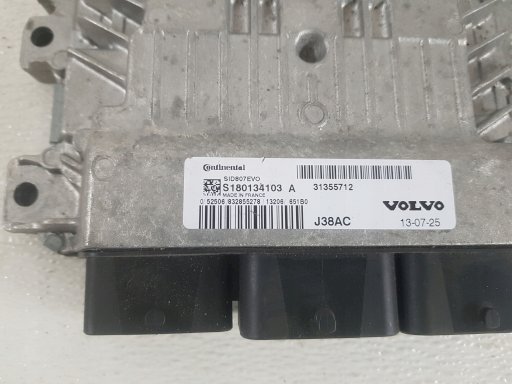 Continental
SID807EVO
S180134103 A 31355712
MADE IN FRANCE
0 52506 832855278 13206 651B0
VOLVO
J38AC 13-07-25